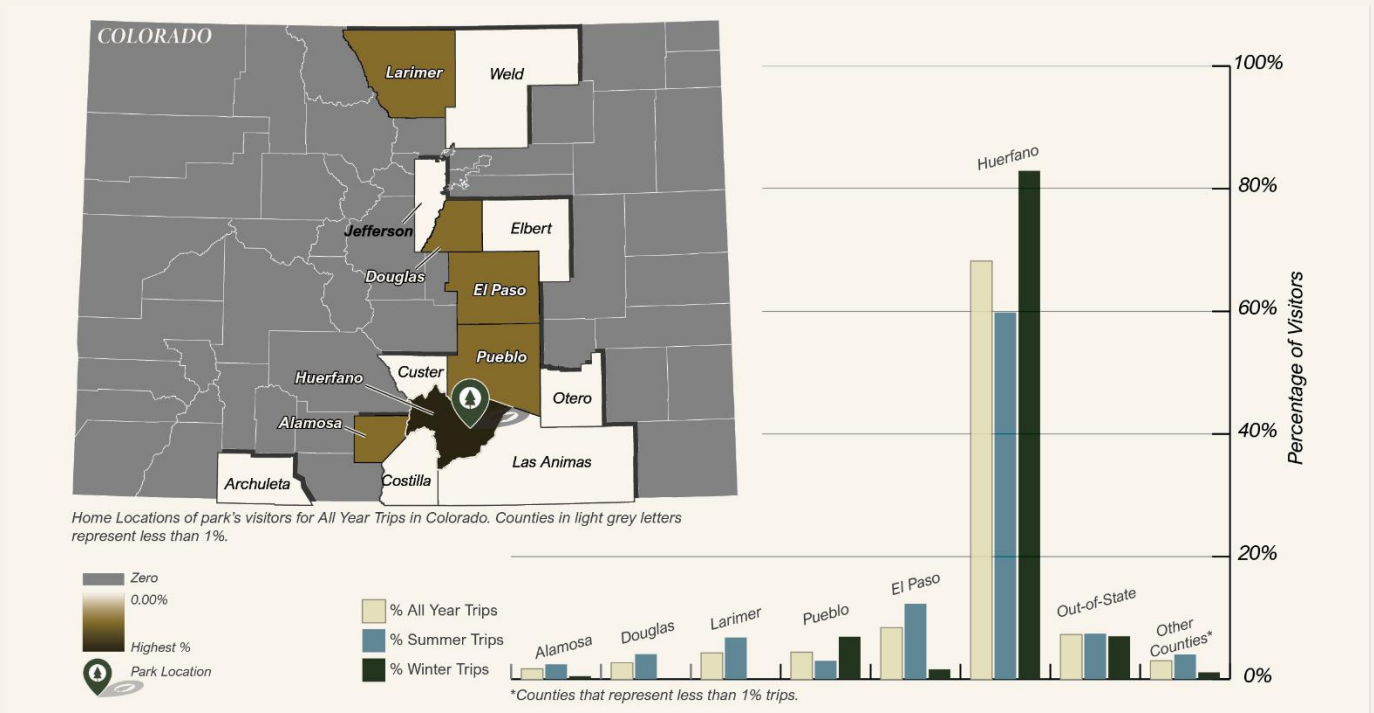 COLORADO
Larimer
Weld
Jefferson
Elbert
Douglas
El Paso
Pueblo
Custer
Huerfano
Otero
Alamosa
Las Animas
Costilla
Archuleta
Home Locations of park's visitors for All Year Trips in Colorado. Counties in light grey letters
represent less than 1%.
Zero
0.00%
Highest %
Park Location
% All Year Trips
% Summer Trips
% Winter Trips
Alamosa
Douglas
Larimer
Pueblo
El Paso
Huerfano
Out-of-State
Other
Counties*
100%
80%
60%
40%
20%
0%
Percentage of Visitors
*Counties that represent less than 1% trips.